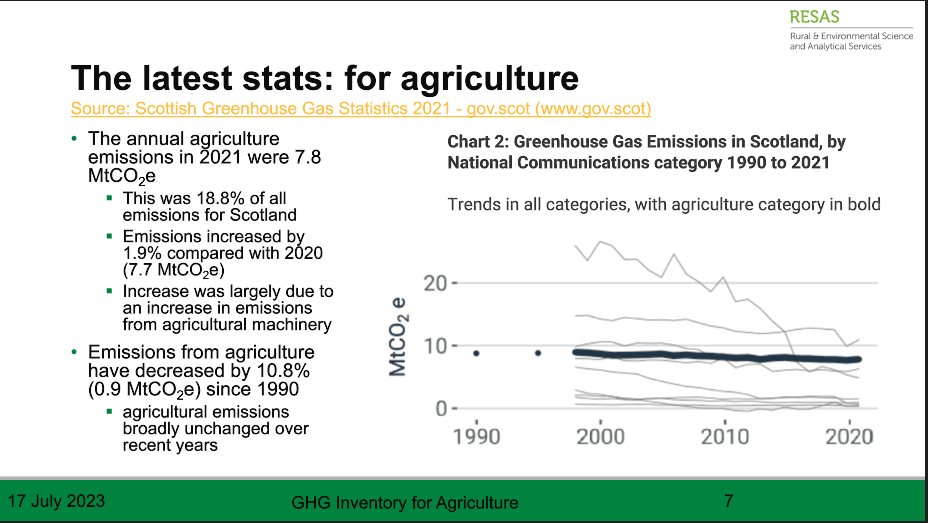 RESAS
Rural & Environmental Science
and Analytical Services
The latest stats: for agriculture
Source: Scottish Greenhouse Gas Statistics 2021 - gov.scot (www.gov.scot)
• The annual agriculture
emissions in 2021 were 7.8
MtCO₂e
▪ This was 18.8% of all
emissions for Scotland
▪ Emissions increased by
1.9% compared with 2020
(7.7 MtCO₂e)
▪ Increase was largely due to
an increase in emissions
from agricultural machinery
• Emissions from agriculture
have decreased by 10.8%
(0.9 MtCO₂e) since 1990
▪ agricultural emissions
broadly unchanged over
recent years
Chart 2: Greenhouse Gas Emissions in Scotland, by
National Communications category 1990 to 2021
Trends in all categories, with agriculture category in bold
MtCO₂ e
20
10
0
1990 2000 2010 2020
17 July 2023 GHG Inventory for Agriculture 7